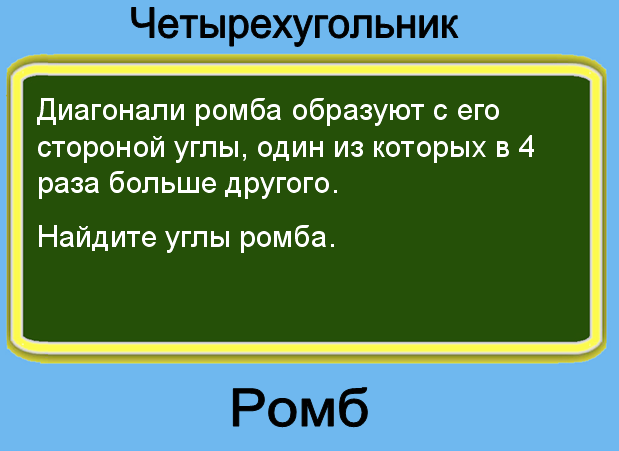 Четырехугольник
Диагонали ромба образуют с его
стороной углы, один из которых в 4
раза больше другого.
Найдите углы ромба.
Ромб